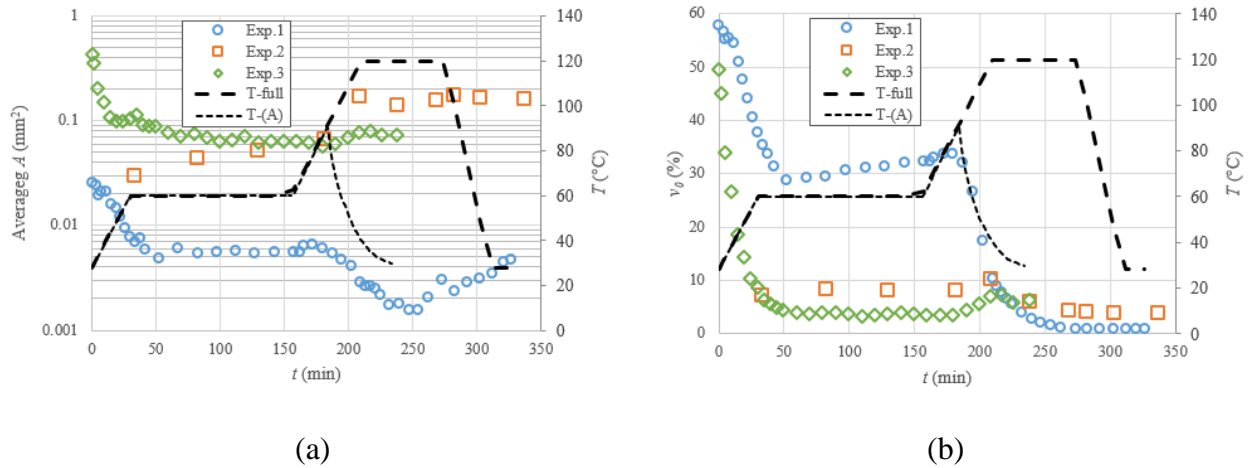 1
0.1
0.01
0.001
Averageg A (mm²)
140
120
100
80
60
40
20
0
T (°C)
0
50
100
150
200
250
300
350
t (min)
Exp.1
Exp.2
Exp.3
T-full
T-(A)
(a)
60
50
40
30
20
10
0
v₀ (%)
140
120
100
80
60
40
20
0
T (°C)
0
50
100
150
200
250
300
350
t (min)
Exp.1
Exp.2
Exp.3
T-full
T-(A)
(b)